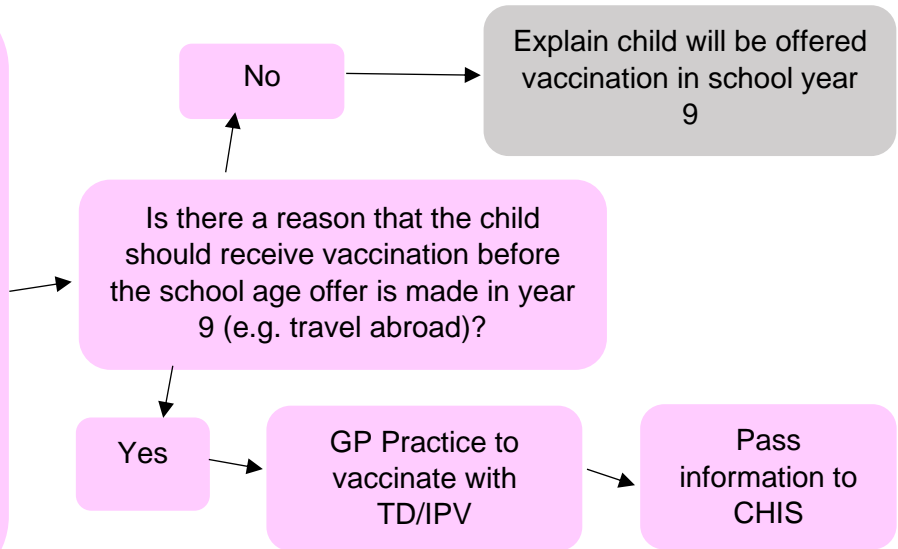 No
Explain child will be offered
vaccination in school year
9
Is there a reason that the child
should receive vaccination before
the school age offer is made in year
9 (e.g. travel abroad)?
Yes
GP Practice to
vaccinate with
TD/IPV
Pass
information to
CHIS